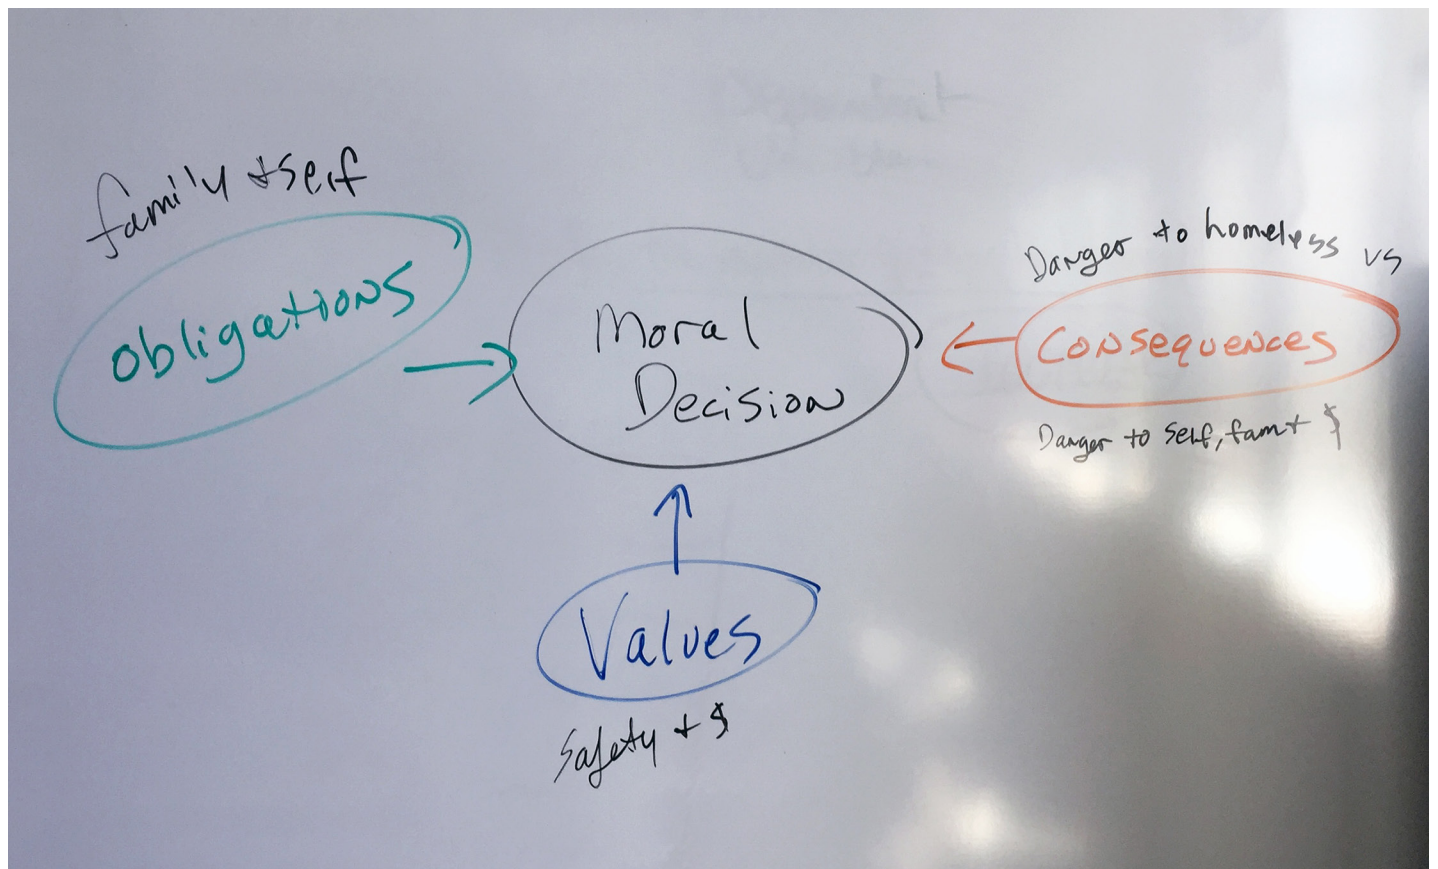 family + self
Obligations
Moral
Decision
Danger to homeless vs
Consequences
Danger to self, fam + $
Values
Safety + $